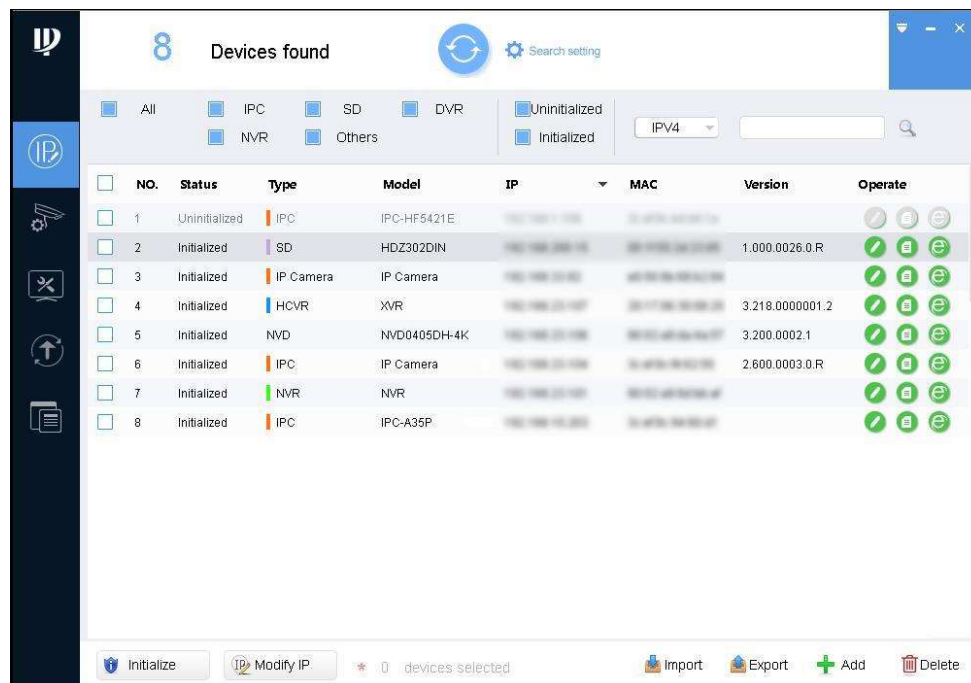 8 Devices found Search setting
All IPC SD DVR Uninitialized
NVR Others Initialized IPV4
NO. Status Type Model IP MAC Version Operate
1 Uninitialized IPC IPC-HF5421E
2 Initialized SD HDZ302DIN 1.000.0026.0.R
3 Initialized IP Camera IP Camera
4 Initialized HCVR XVR 3.218.0000001.2
5 Initialized NVD NVD0405DH-4K 3.200.0002.1
6 Initialized IPC IP Camera 2.600.0003.0.R
7 Initialized NVR NVR
8 Initialized IPC IPC-A35P
Initialize IP Modify IP * 0 devices selected Import Export Add Delete